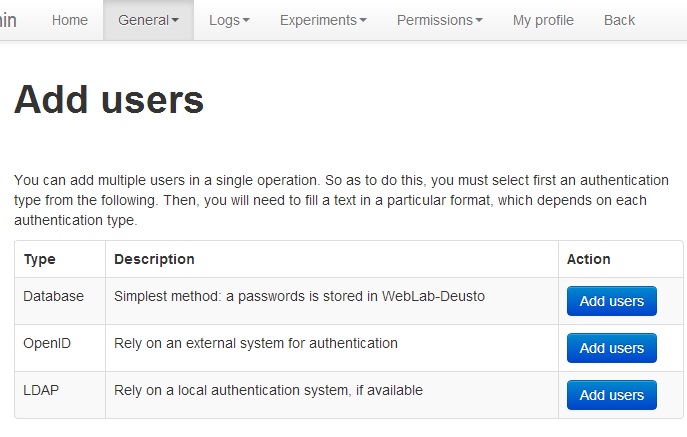 Home General Logs Experiments Permissions My profile Back
Add users
You can add multiple users in a single operation. So as to do this, you must select first an authentication
type from the following. Then, you will need to fill a text in a particular format, which depends on each
authentication type.
Type Description Action
Database Simplest method: a passwords is stored in WebLab-Deusto Add users
OpenID Rely on an external system for authentication Add users
LDAP Rely on a local authentication system, if available Add users